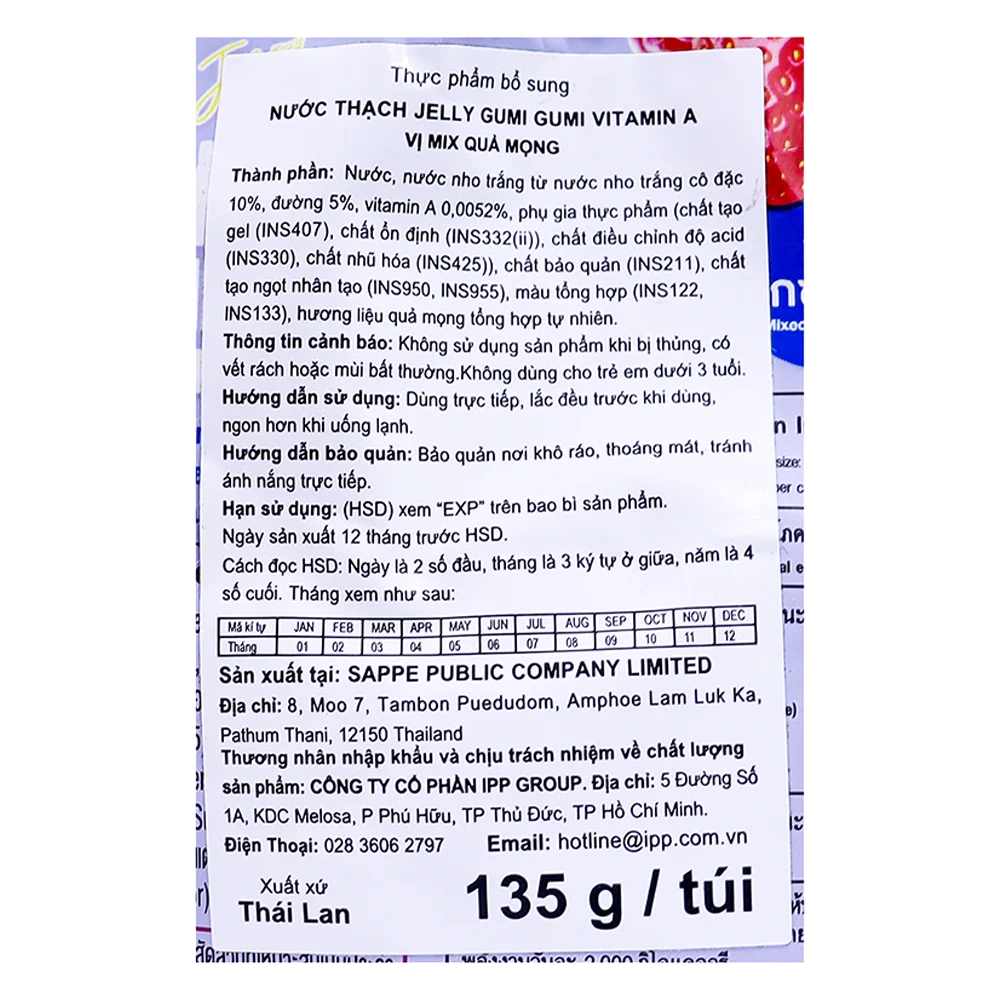 Thực phẩm bổ sung
NƯỚC THẠCH JELLY GUMI GUMI VITAMIN A
VỊ MIX QUẢ MỌNG
Thành phần: Nước, nước nho trắng từ nước nho trắng cô đặc
10%, đường 5%, vitamin A 0,0052%, phụ gia thực phẩm (chất tạo
gel (INS407), chất ổn định (INS332(ii)), chất điều chỉnh độ acid
(INS330), chất nhũ hóa (INS425)), chất bảo quản (INS211), chất
tạo ngọt nhân tạo (INS950, INS955), màu tổng hợp (INS122,
INS133), hương liệu quả mọng tổng hợp tự nhiên.
Thông tin cảnh báo: Không sử dụng sản phẩm khi bị thủng, có
vết rách hoặc mùi bất thường.Không dùng cho trẻ em dưới 3 tuổi.
Hướng dẫn sử dụng: Dùng trực tiếp, lắc đều trước khi dùng,
ngon hơn khi uống lạnh.
Hướng dẫn bảo quản: Bảo quản nơi khô ráo, thoáng mát, tránh
ánh nắng trực tiếp.
Hạn sử dụng: (HSD) xem “EXP” trên bao bì sản phẩm.
Ngày sản xuất 12 tháng trước HSD.
Cách đọc HSD: Ngày là 2 số đầu, tháng là 3 ký tự ở giữa, năm là 4
số cuối. Tháng xem như sau:
Mã kí tự JAN FEB MAR APR MAY JUN JUL AUG SEP OCT NOV DEC
Tháng 01 02 03 04 05 06 07 08 09 10 11 12
Sản xuất tại: SAPPE PUBLIC COMPANY LIMITED
Địa chỉ: 8, Moo 7, Tambon Puedudom, Amphoe Lam Luk Ka,
Pathum Thani, 12150 Thailand
Thương nhân nhập khẩu và chịu trách nhiệm về chất lượng
sản phẩm: CÔNG TY CỔ PHẦN IPP GROUP. Địa chỉ: 5 Đường Số
1A, KDC Melosa, P Phú Hữu, TP Thủ Đức, TP Hồ Chí Minh.
Điện Thoại: 028 3606 2797 Email: hotline@ipp.com.vn
Xuất xứ
Thái Lan
135 g / túi